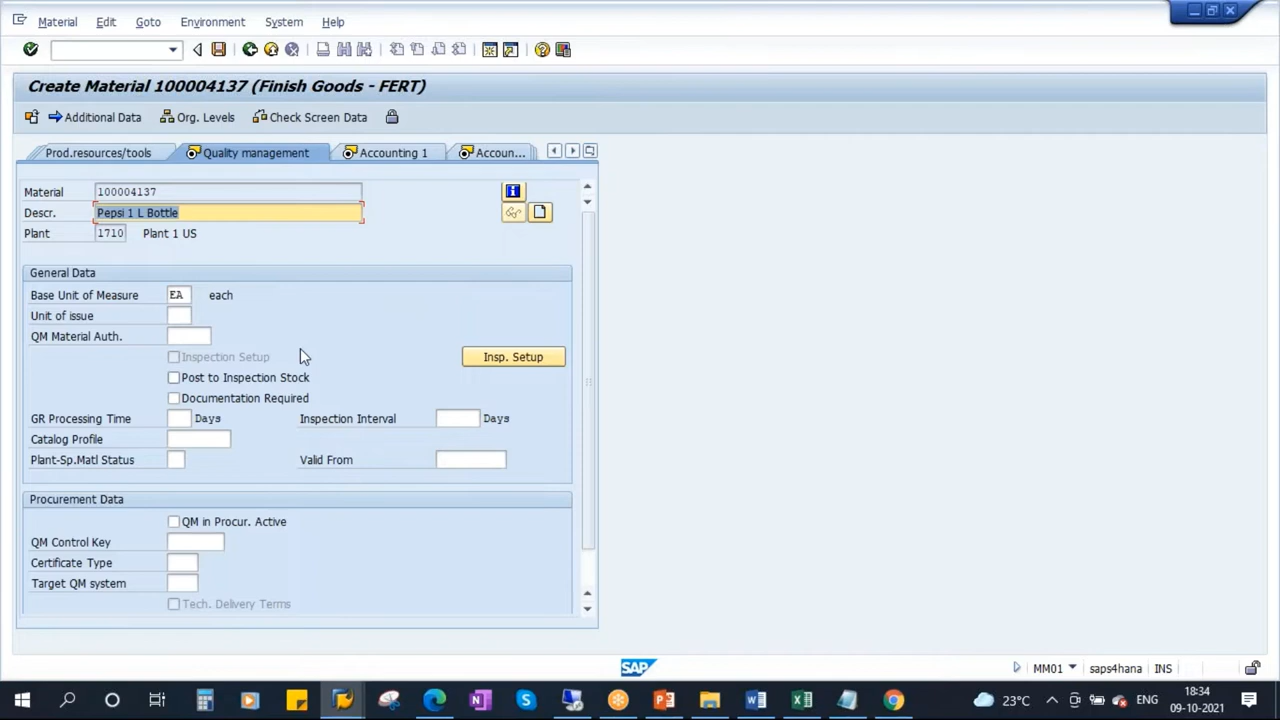 Material Edit Goto Environment System Help
Create Material 100004137 (Finish Goods - FERT)
Additional Data Org. Levels Check Screen Data
Prod.resources/tools Quality management Accounting 1 Accoun...
Material 100004137
Descr. Pepsi 1 L Bottle
Plant 1710 Plant 1 US
General Data
Base Unit of Measure EA each
Unit of issue
QM Material Auth.
Inspection Setup Insp. Setup
Post to Inspection Stock
Documentation Required
GR Processing Time Days Inspection Interval Days
Catalog Profile
Plant-Sp.Matl Status Valid From
Procurement Data
QM in Procur. Active
QM Control Key
Certificate Type
Target QM system
Tech. Delivery Terms
SAP MM01 saps4hana INS
23°C ENG 18:34
09-10-2021